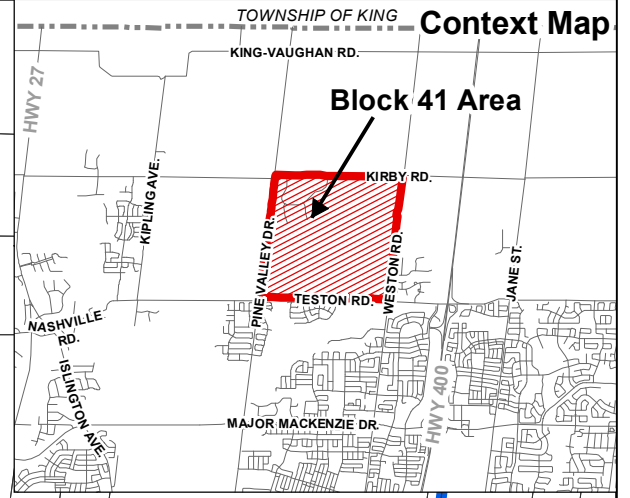 TOWNSHIP OF KING
Context Map
KING-VAUGHAN RD.
HWY 27
Block 41 Area
KIRBY RD.
KIPLING AVE.
PINE VALLEY DR.
WESTON RD.
JANE ST.
TESTON RD.
NASHVILLE
RD.
ISLINGTON AVE.
HWY 400
MAJOR MACKENZIE DR.